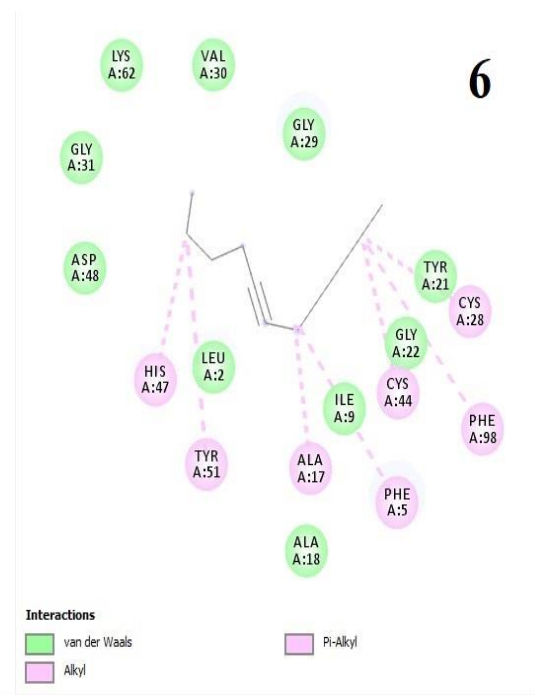 LYS
A:62
VAL
A:30
6
GLY
A:29
GLY
A:31
ASP
A:48
TYR
A:21
CYS
A:28
GLY
A:22
LEU
A:2
HIS
A:47
CYS
A:44
ILE
A:9
PHE
A:98
TYR
A:51
ALA
A:17
PHE
A:5
ALA
A:18
Interactions
van der Waals
Pi-Alkyl
Alkyl